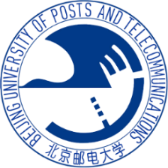 BEIJING UNIVERSITY OF POSTS AND TELECOMMUNICATIONS
北京邮电大学